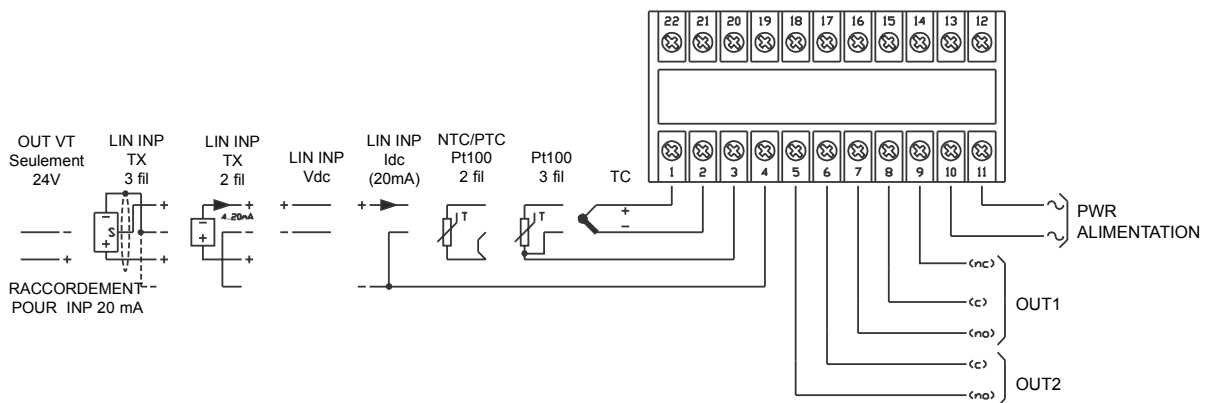 22 21 20 19 18 17 16 15 14 13 12
1 2 3 4 5 6 7 8 9 10 11
OUT VT
Seulement
24V
LIN INP
TX
3 fil
LIN INP
TX
2 fil
LIN INP
Vdc
LIN INP
Idc
(20mA)
NTC/PTC
Pt100
2 fil
Pt100
3 fil
TC
S
4..20mA
T
T
+
−
−
+
−
+
+
−
+
−
−
+
+
−
+
−
+
−
+
−
−
PWR
ALIMENTATION
(nc)
(c)
(no)
OUT1
(c)
(no)
OUT2
RACCORDEMENT
POUR INP 20 mA